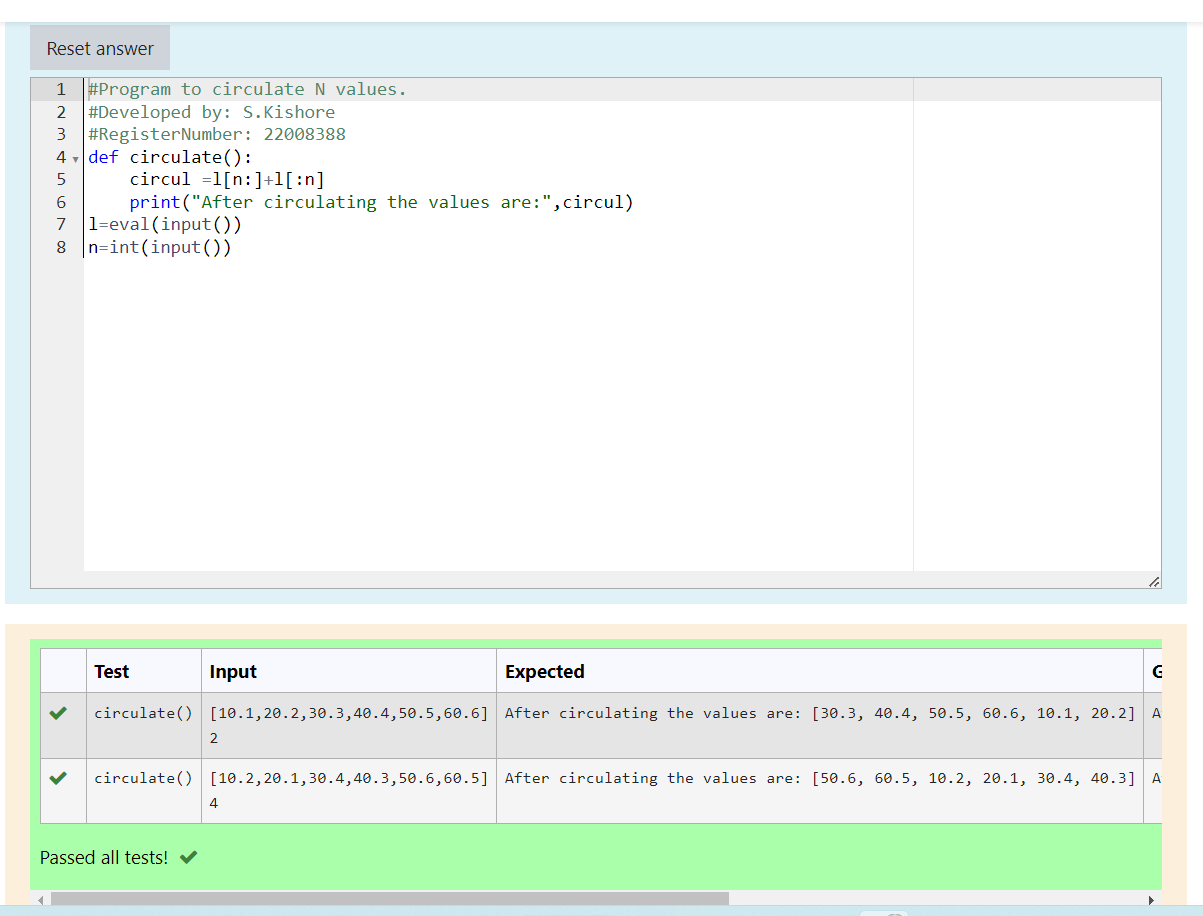 Reset answer
1 #Program to circulate N values.
2 #Developed by: S.Kishore
3 #RegisterNumber: 22008388
4 def circulate():
5     circul =l[n:]+l[:n]
6     print("After circulating the values are:",circul)
7 l=eval(input())
8 n=int(input())
Test Input Expected G
circulate() [10.1,20.2,30.3,40.4,50.5,60.6] After circulating the values are: [30.3, 40.4, 50.5, 60.6, 10.1, 20.2] A
2
circulate() [10.2,20.1,30.4,40.3,50.6,60.5] After circulating the values are: [50.6, 60.5, 10.2, 20.1, 30.4, 40.3] A
4
Passed all tests!